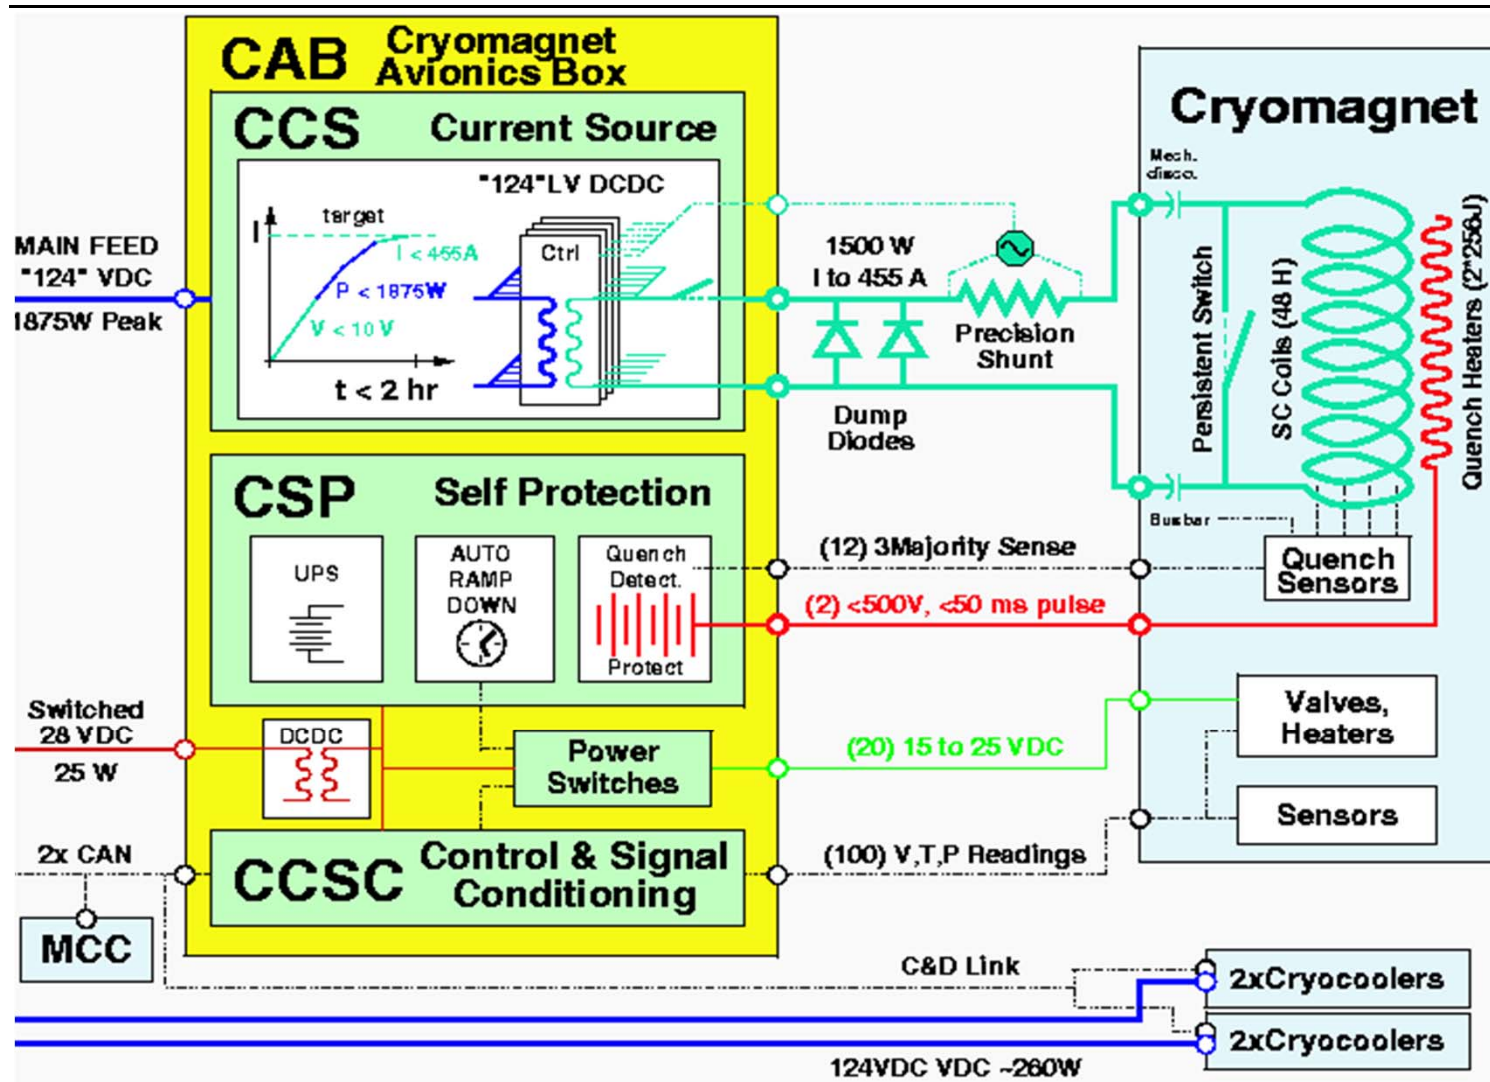 CAB Cryomagnet
Avionics Box
CCS Current Source
"124"LV DCDC
target
I
I < 455A
P < 1875W
V < 10 V
t < 2 hr
Ctrl
MAIN FEED
"124" VDC
1875W Peak
1500 W
I to 455 A
Precision
Shunt
Dump
Diodes
Cryomagnet
Mech.
disco.
Persistent Switch
SC Coils (48 H)
Quench Heaters (2*256J)
Busbar
Quench
Sensors
CSP Self Protection
UPS
AUTO
RAMP
DOWN
Quench
Detect.
Protect
(12) 3Majority Sense
(2) <500V, <50 ms pulse
Switched
28 VDC
25 W
DCDC
Power
Switches
(20) 15 to 25 VDC
Valves,
Heaters
Sensors
2x CAN
CCSC Control & Signal
Conditioning
(100) V,T,P Readings
MCC
C&D Link
2xCryocoolers
2xCryocoolers
124VDC VDC ~260W